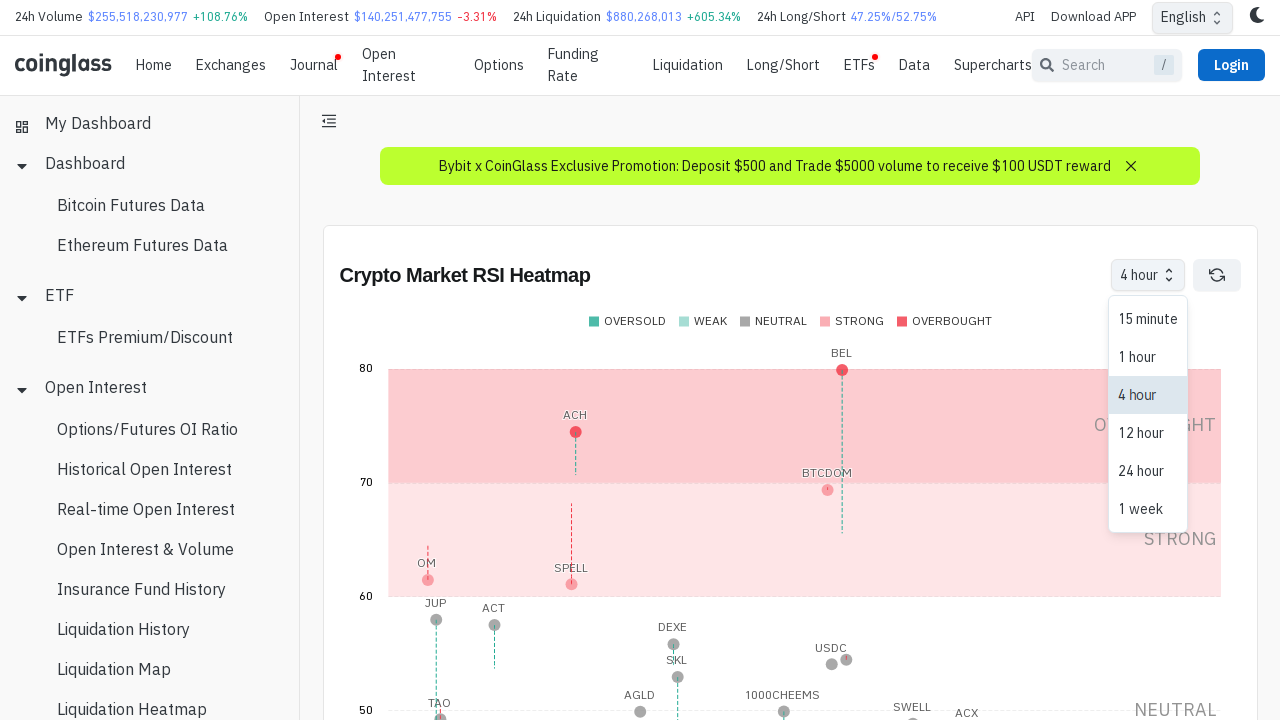 24h Volume $255,518,230,977 +108.76% Open Interest $140,251,477,755 -3.31% 24h Liquidation $880,268,013 +605.34% 24h Long/Short 47.25%/52.75% API Download APP English
coinglass Home Exchanges Journal Open Interest Options Funding Rate Liquidation Long/Short ETFs Data Supercharts Search / Login
My Dashboard
Dashboard
Bitcoin Futures Data
Ethereum Futures Data
ETF
ETFs Premium/Discount
Open Interest
Options/Futures OI Ratio
Historical Open Interest
Real-time Open Interest
Open Interest & Volume
Insurance Fund History
Liquidation History
Liquidation Map
Liquidation Heatmap
Bybit x CoinGlass Exclusive Promotion: Deposit $500 and Trade $5000 volume to receive $100 USDT reward
Crypto Market RSI Heatmap
4 hour
15 minute
1 hour
4 hour
12 hour
24 hour
1 week
OVERSOLD WEAK NEUTRAL STRONG OVERBOUGHT
BEL
80
ACH
BTCDOM
70
STRONG
OM
SPELL
60
JUP
ACT
DEXE
USDC
SKL
AGLD
1000CHEEMS
TAO
SWELL
ACX
50
NEUTRAL